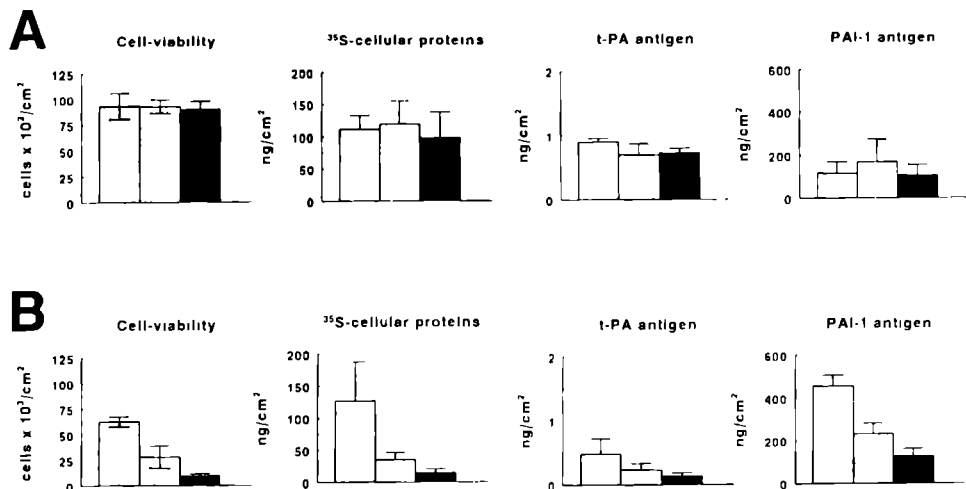 A
Cell-viability
³⁵S-cellular proteins
t-PA antigen
PAI-1 antigen
cells x 10³/cm²
125
100
75
50
25
0
ng/cm²
200
150
100
50
0
ng/cm²
2
1
0
ng/cm²
600
400
200
0
B
Cell-viability
³⁵S-cellular proteins
t-PA antigen
PAI-1 antigen
cells x 10³/cm²
125
100
75
50
25
0
ng/cm²
200
150
100
50
0
ng/cm²
2
1
0
ng/cm²
600
400
200
0